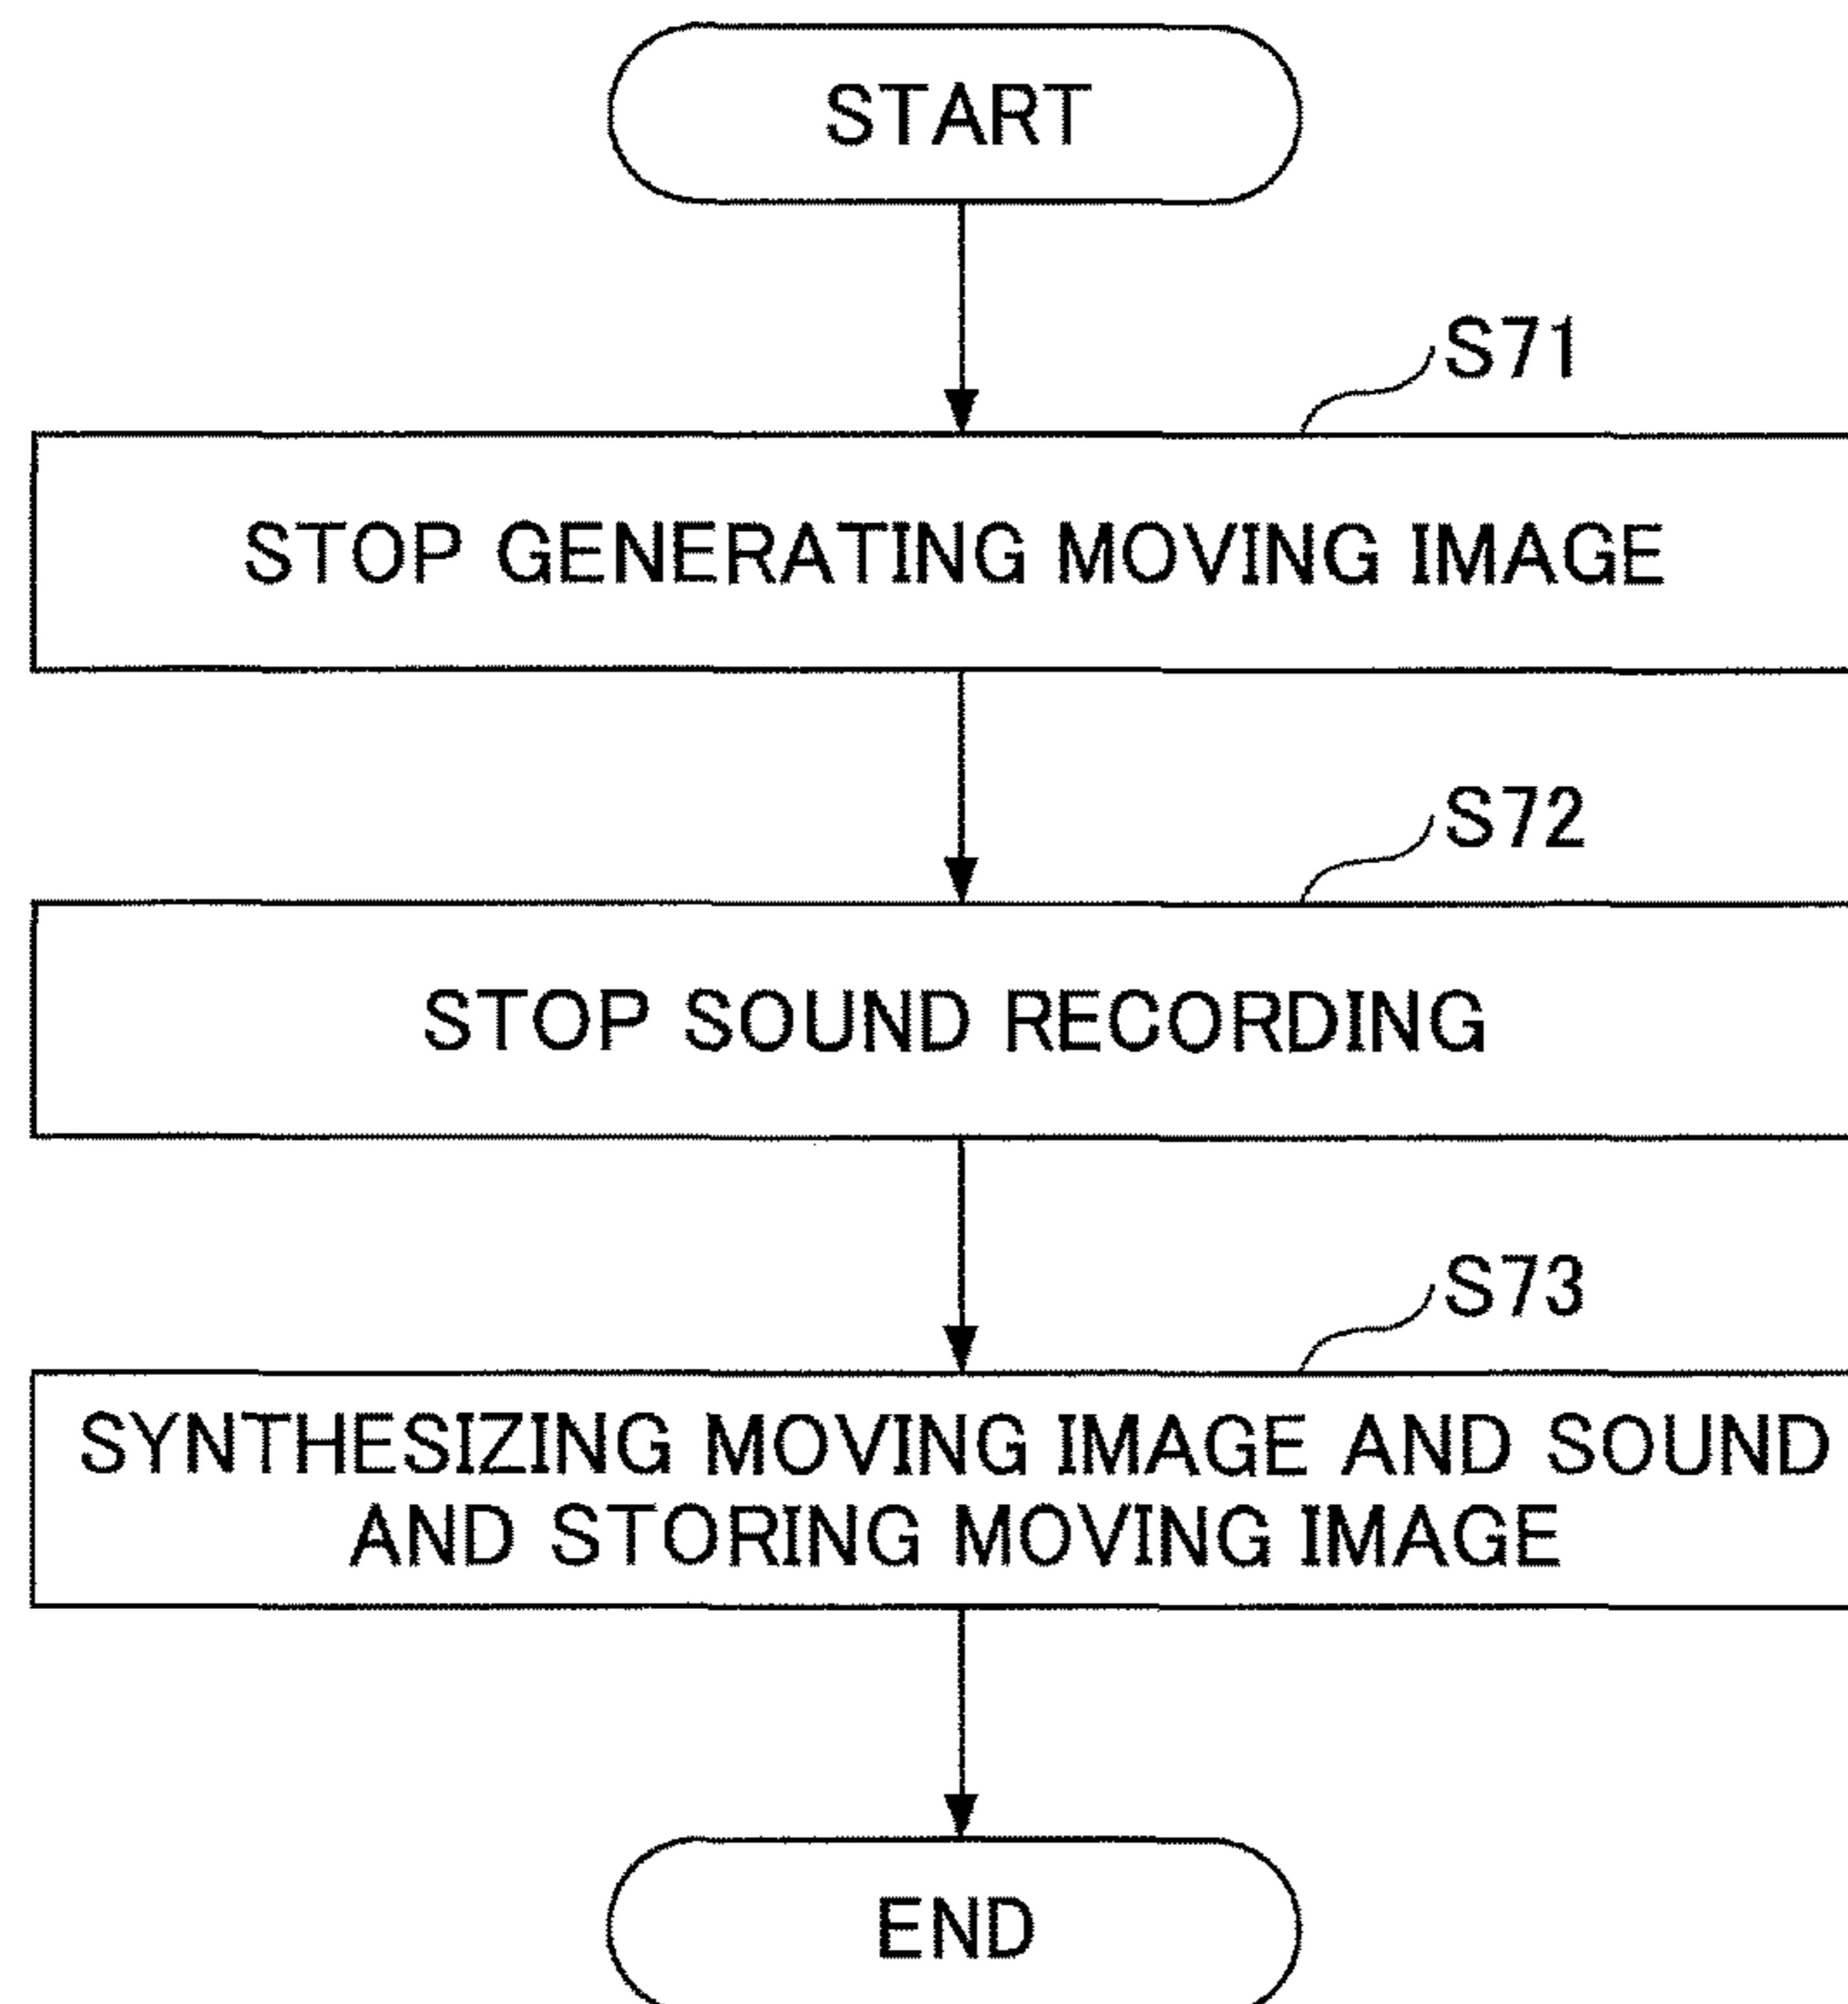 START
S71
STOP GENERATING MOVING IMAGE
S72
STOP SOUND RECORDING
S73
SYNTHESIZING MOVING IMAGE AND SOUND
AND STORING MOVING IMAGE
END